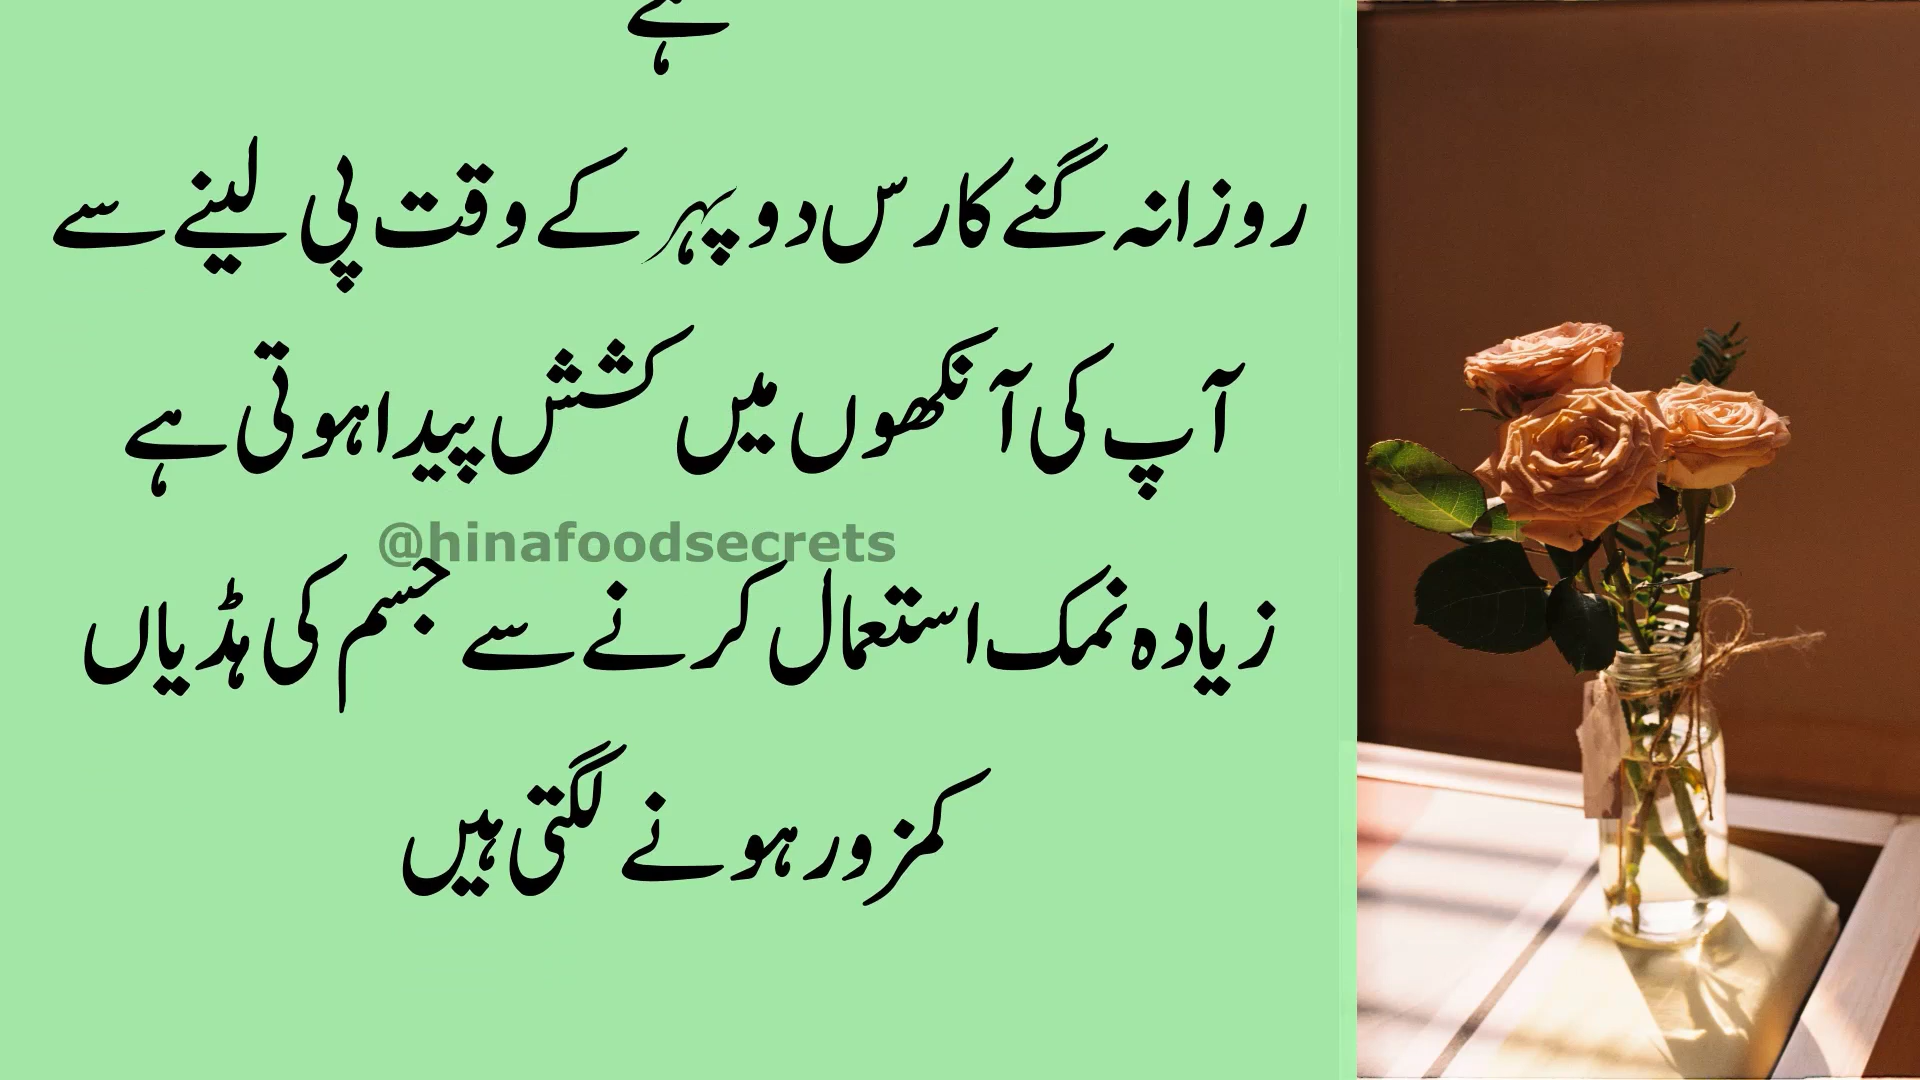 ہے
روزانہ گنے کا رس دوپہر کے وقت پی لینے سے
آپ کی آنکھوں میں کشش پیدا ہوتی ہے
@hinafoodsecrets
زیادہ نمک استعمال کرنے سے جسم کی ہڈیاں
کمزور ہونے لگتی ہیں